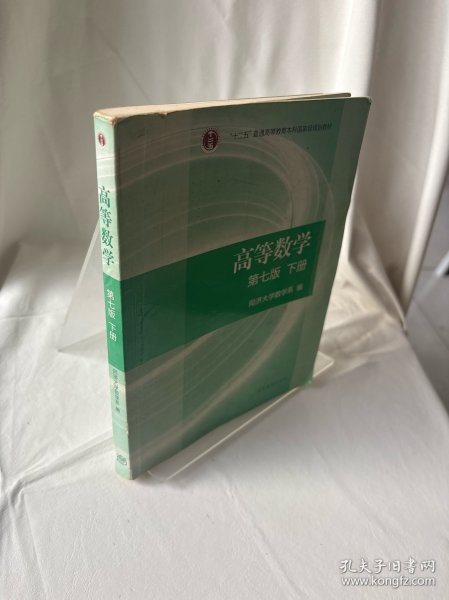 "十二五"普通高等教育本科国家级规划教材
高等数学
第七版 下册
同济大学数学系 编
高等数学
第七版 下册
同济大学数学系 编
孔夫子旧书网
www.kongfz.com